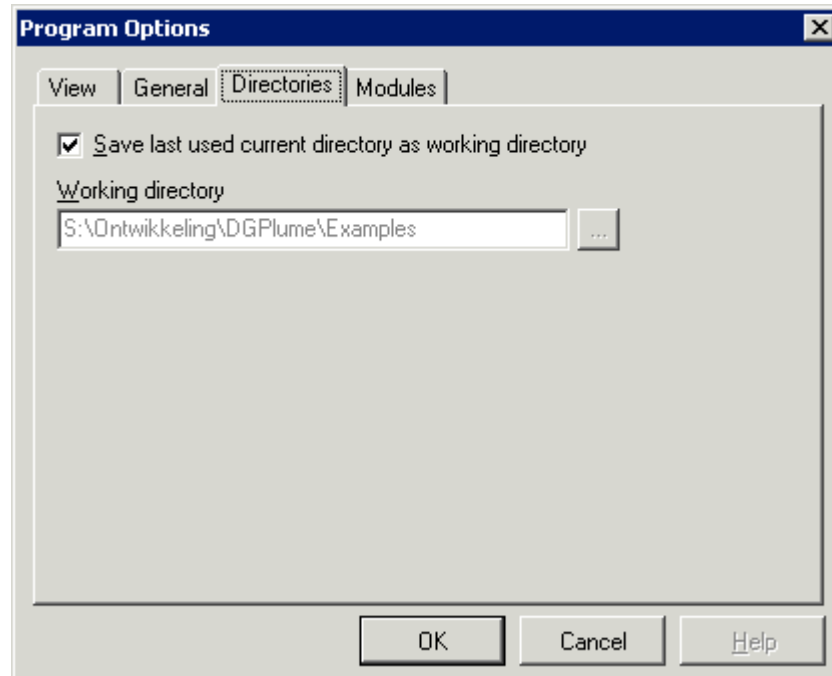 Program Options
View General Directories Modules
Save last used current directory as working directory
Working directory
S:\Ontwikkeling\DGPlume\Examples ...
OK Cancel Help